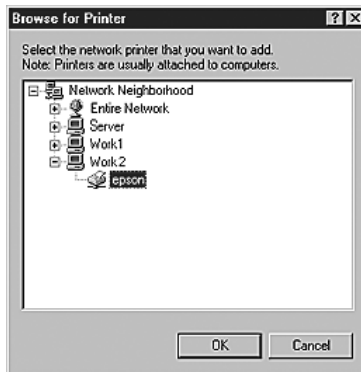 Browse for Printer
Select the network printer that you want to add.
Note: Printers are usually attached to computers.
Network Neighborhood
Entire Network
Server
Work1
Work2
epson
OK Cancel